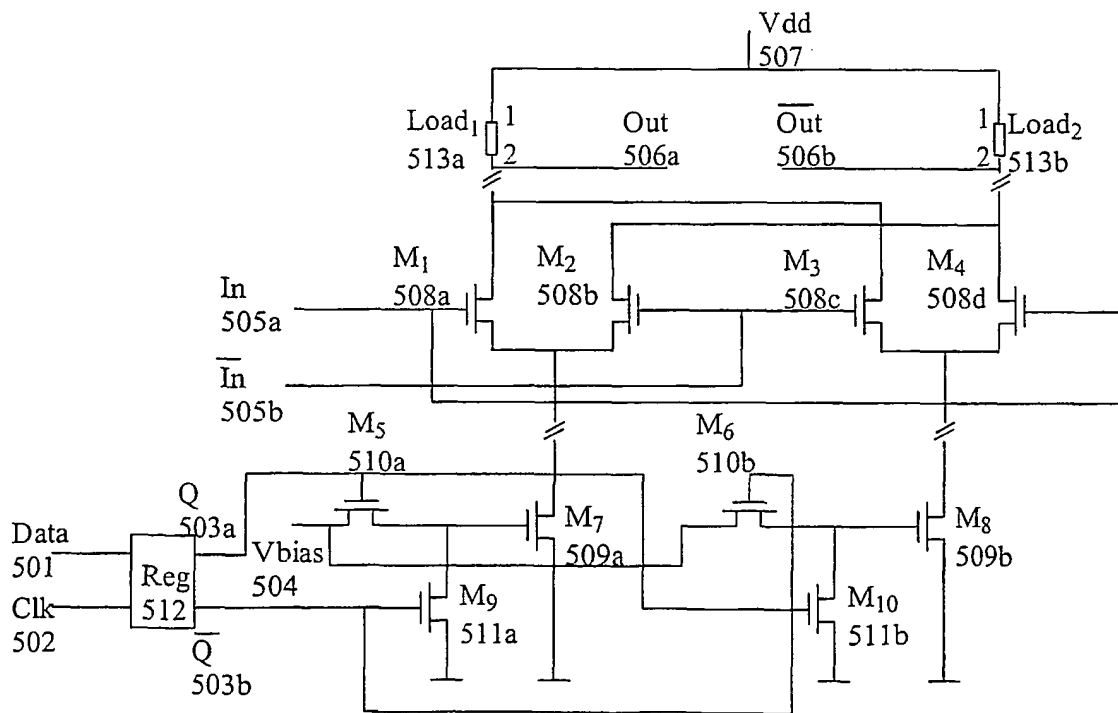 Vdd
507
Load₁ 1
513a 2
Out
506a
O̅u̅t̅
506b
1 Load₂
2 513b
M₁
508a
M₂
508b
M₃
508c
M₄
508d
In
505a
I̅n̅
505b
M₅
510a
M₆
510b
Q
503a
Data
501
Reg
512
Clk
502
Q̅
503b
Vbias
504
M₇
509a
M₈
509b
M₉
511a
M₁₀
511b